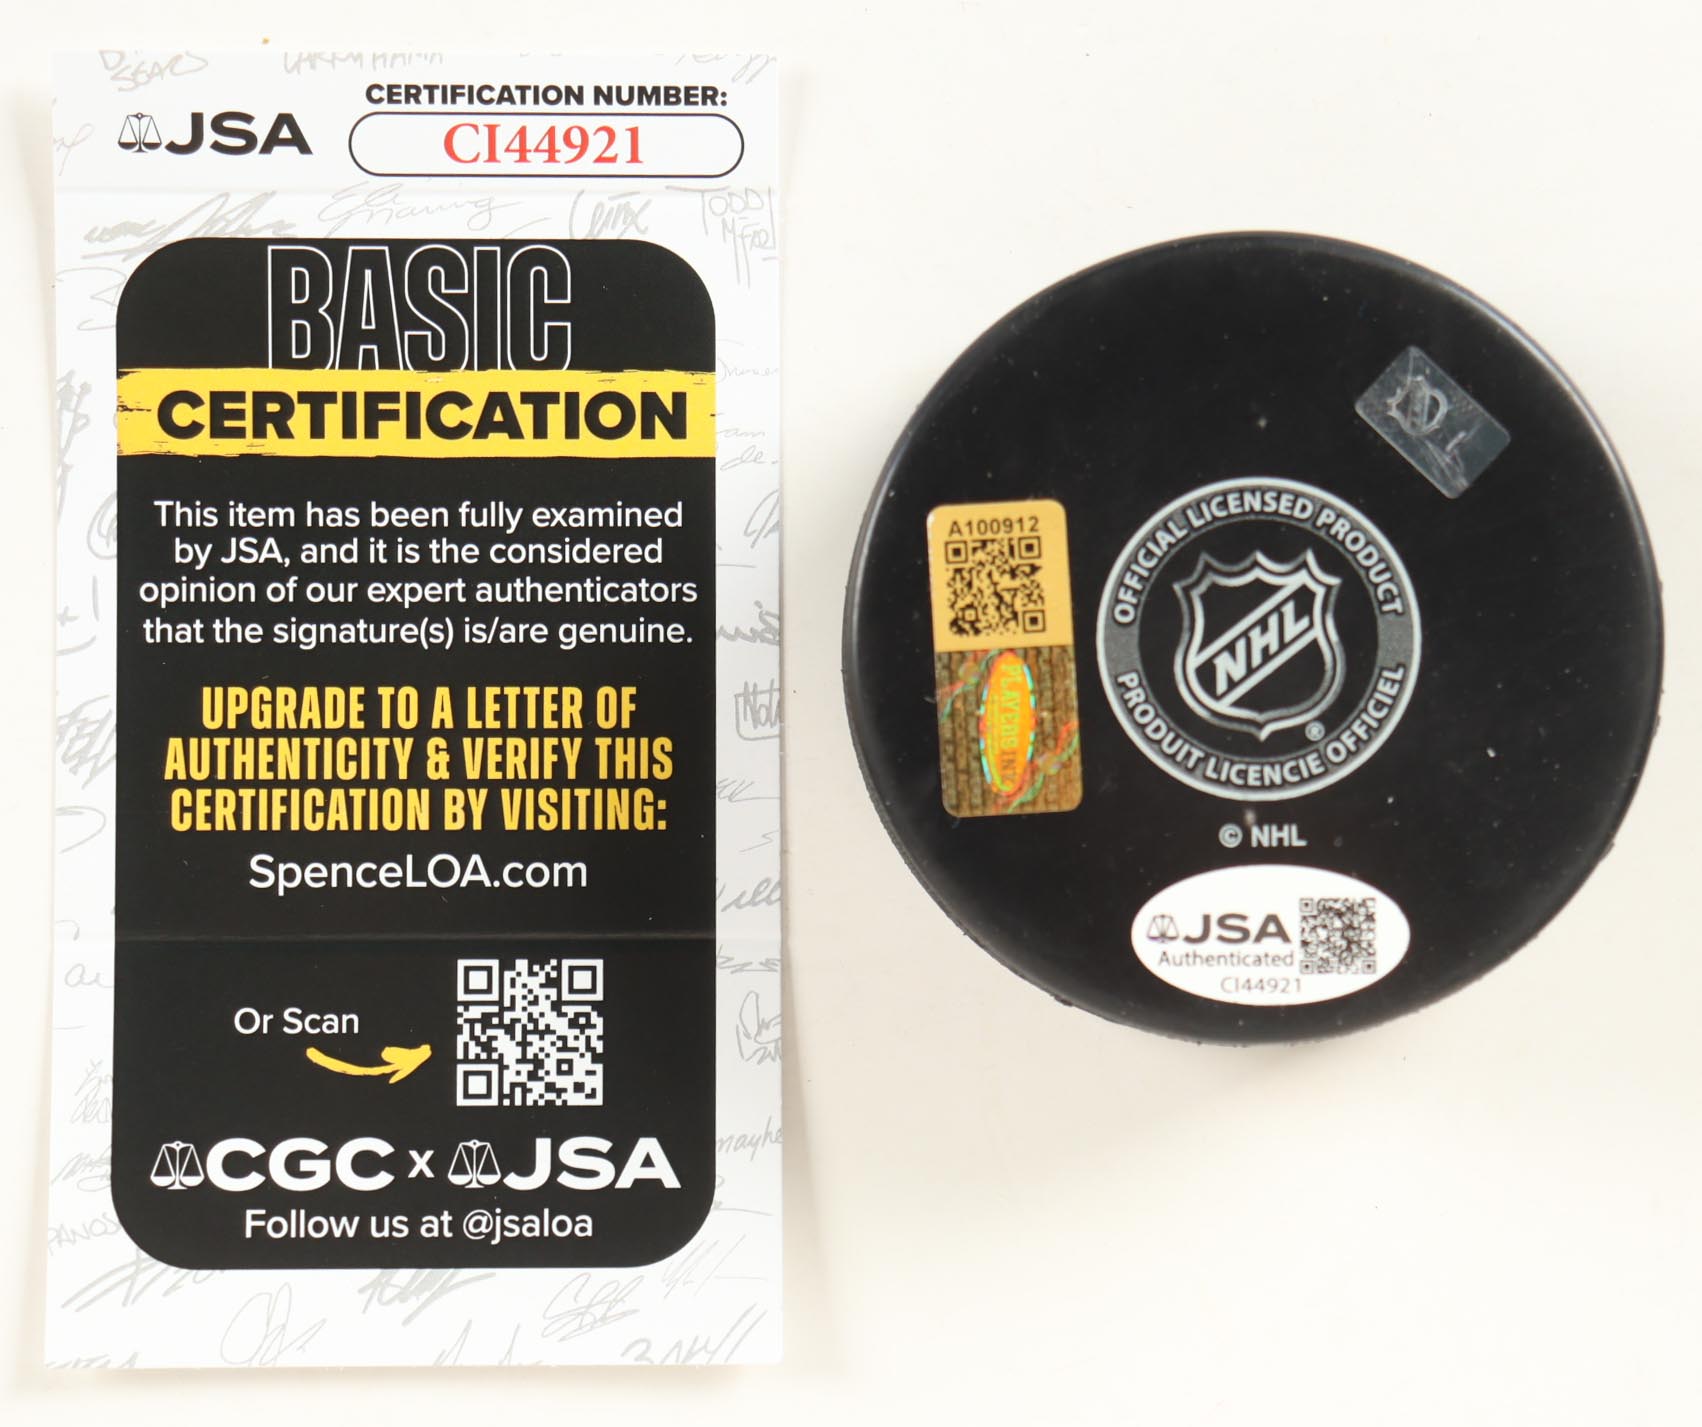 JSA
CERTIFICATION NUMBER:
CI44921
BASIC
CERTIFICATION
This item has been fully examined
by JSA, and it is the considered
opinion of our expert authenticators
that the signature(s) is/are genuine.
UPGRADE TO A LETTER OF
AUTHENTICITY & VERIFY THIS
CERTIFICATION BY VISITING:
SpenceLOA.com
Or Scan
CGC x JSA
Follow us at @jsaloa
A100912
PLAYERS INK
OFFICIAL LICENSED PRODUCT
NHL
®
PRODUIT LICENCIE OFFICIEL
© NHL
JSA
Authenticated
CI44921